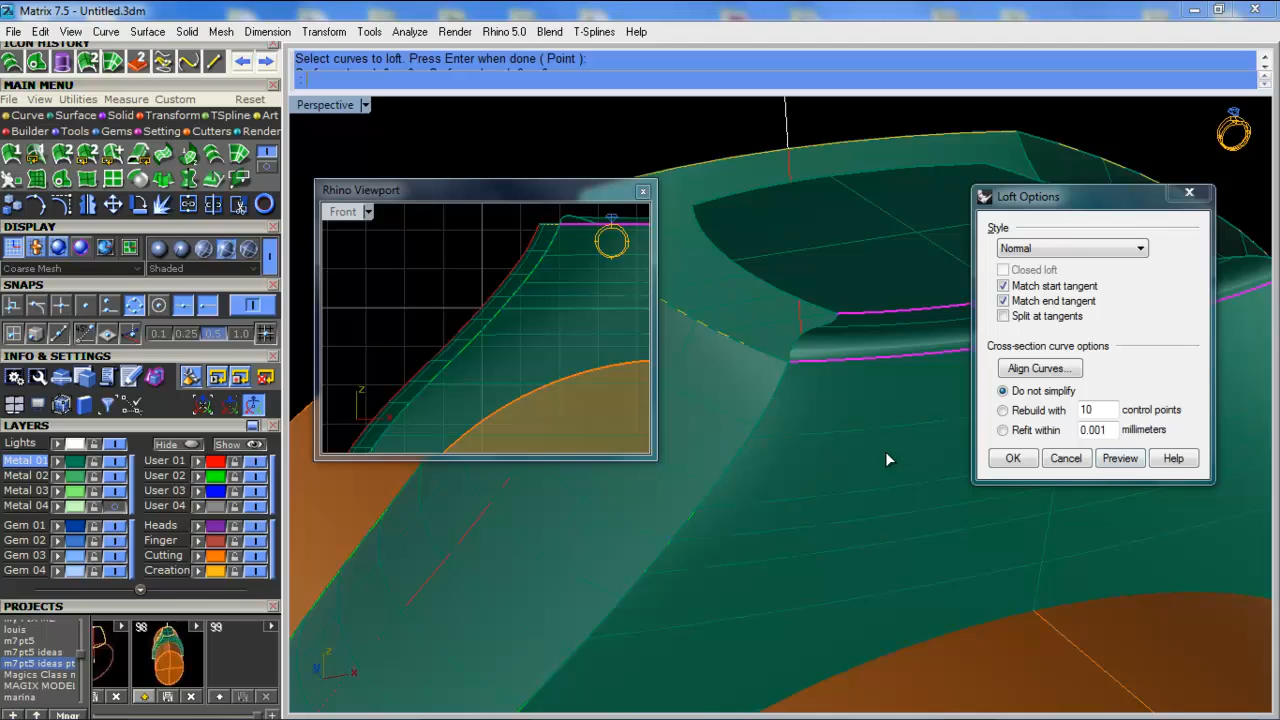 Matrix 7.5 - Untitled.3dm
File Edit View Curve Surface Solid Mesh Dimension Transform Tools Analyze Render Rhino 5.0 Blend T-Splines Help
ICON HISTORY
Select curves to loft. Press Enter when done ( Point ):
:
MAIN MENU
File View Utilities Measure Custom Reset
Curve Surface Solid Transform TSpline Art
Builder Tools Gems Setting Cutters Render
Perspective
DISPLAY
Coarse Mesh Shaded
SNAPS
0.1 0.25 0.5 1.0
INFO & SETTINGS
LAYERS
Lights Hide Show
Metal 01 User 01
Metal 02 User 02
Metal 03 User 03
Metal 04 User 04
Gem 01 Heads
Gem 02 Finger
Gem 03 Cutting
Gem 04 Creation
PROJECTS
louis
m7pt5
m7pt5 ideas
m7pt5 ideas pt
Magics Class n
MAGIX MODEL
marina
98 99
Mngr
Rhino Viewport
Front
z
z
y x
Loft Options
Style
Normal
Closed loft
Match start tangent
Match end tangent
Split at tangents
Cross-section curve options
Align Curves...
Do not simplify
Rebuild with 10 control points
Refit within 0.001 millimeters
OK Cancel Preview Help